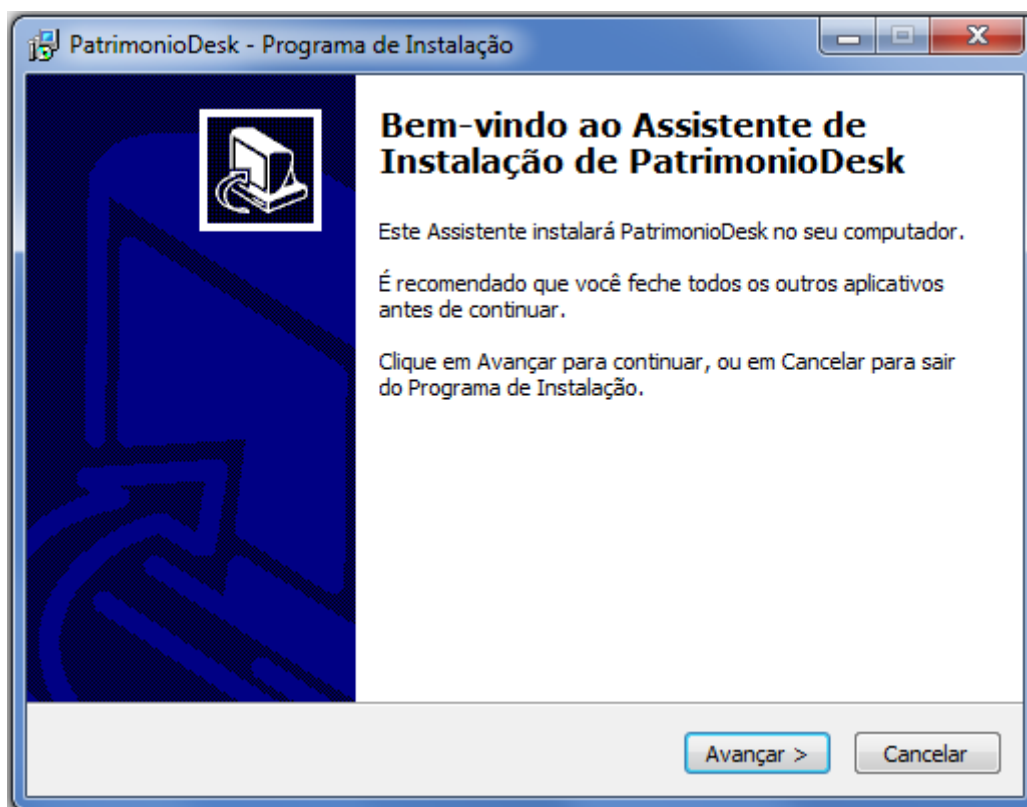 PatrimonioDesk - Programa de Instalação
Bem-vindo ao Assistente de
Instalação de PatrimonioDesk
Este Assistente instalará PatrimonioDesk no seu computador.
É recomendado que você feche todos os outros aplicativos
antes de continuar.
Clique em Avançar para continuar, ou em Cancelar para sair
do Programa de Instalação.
Avançar >
Cancelar